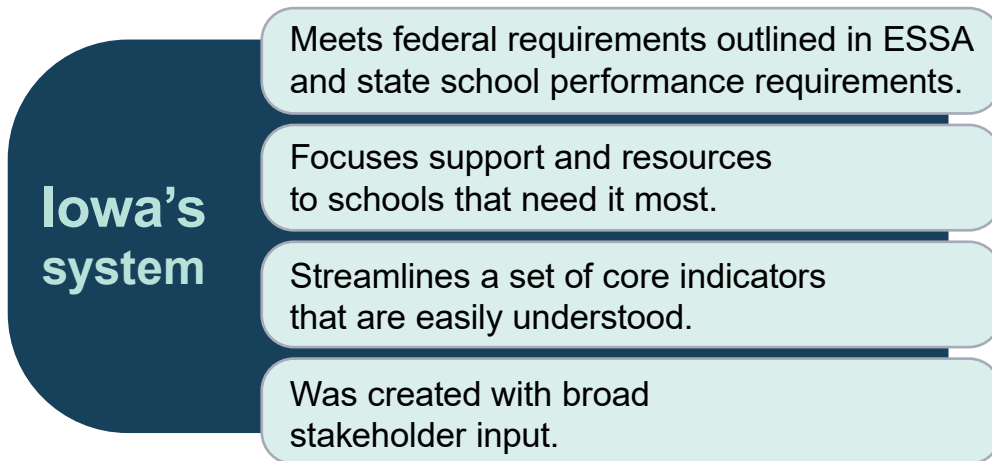 Iowa's
system
Meets federal requirements outlined in ESSA
and state school performance requirements.
Focuses support and resources
to schools that need it most.
Streamlines a set of core indicators
that are easily understood.
Was created with broad
stakeholder input.